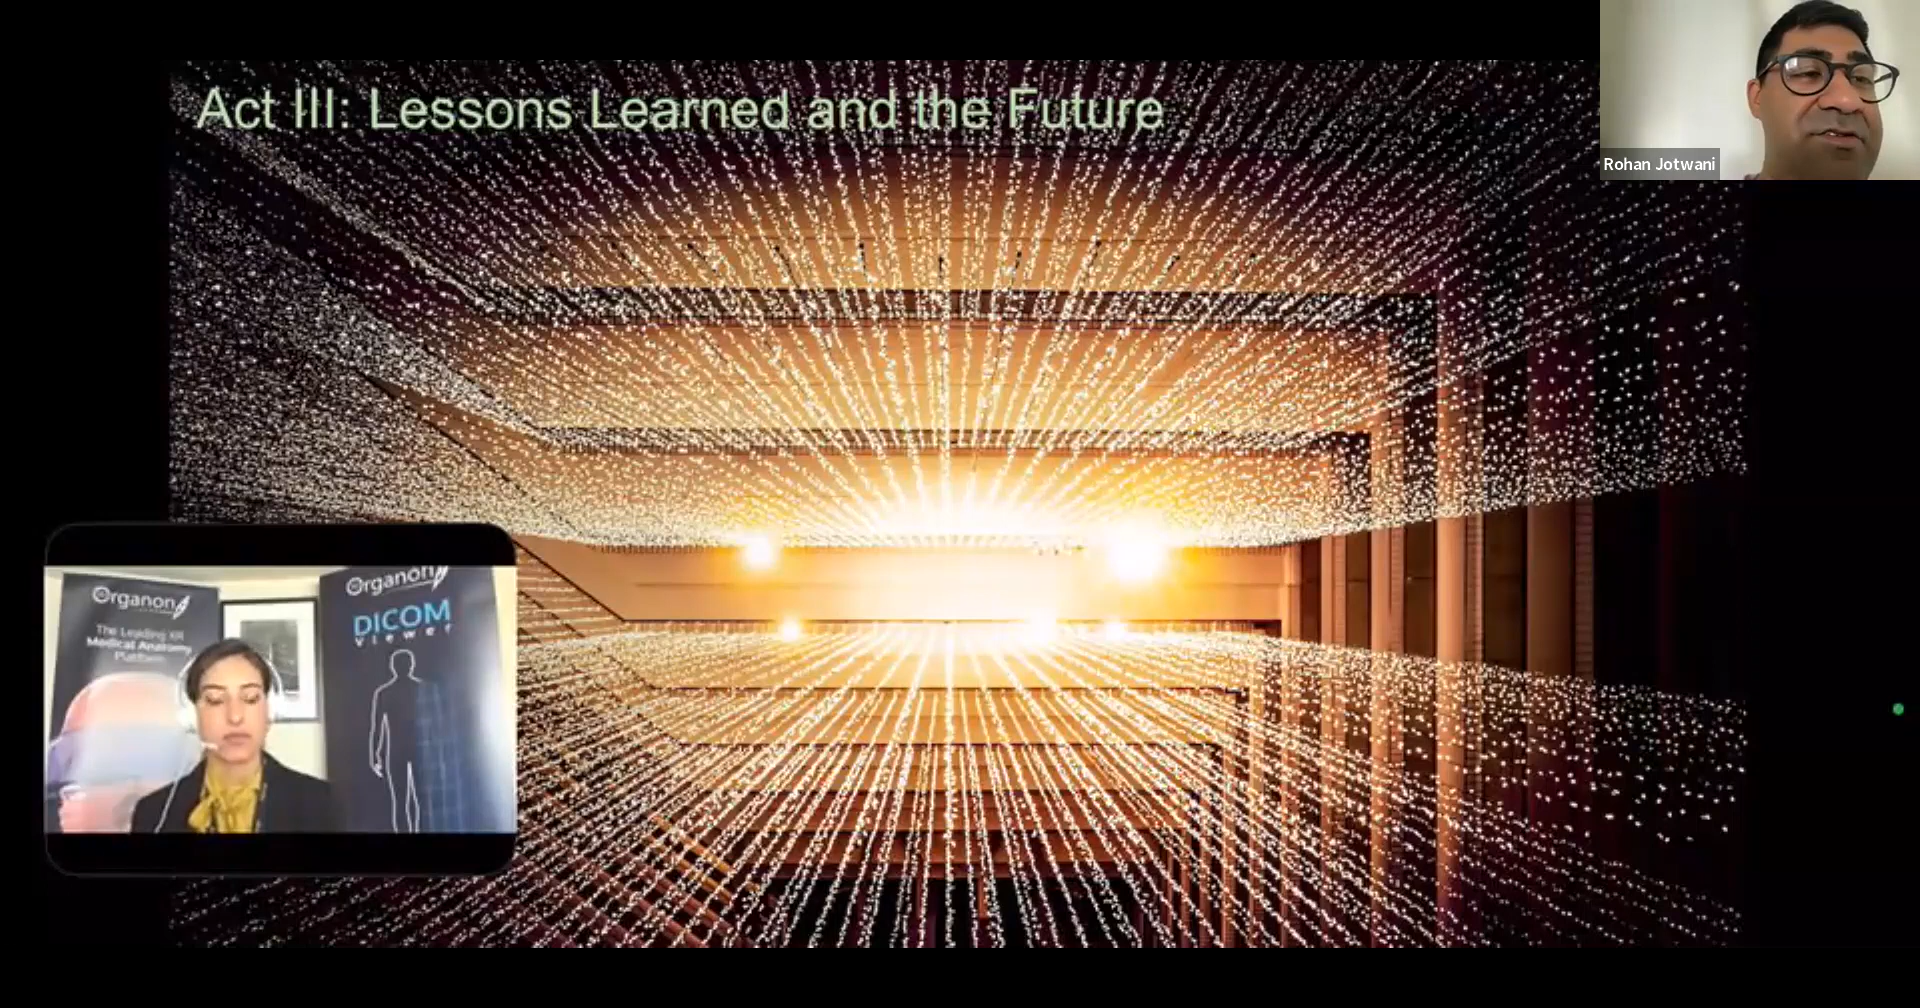 Act III: Lessons Learned and the Future
Rohan Jotwani
Organon
The Leading XR
Medical Anatomy
Platform
Organon
DICOM
viewer